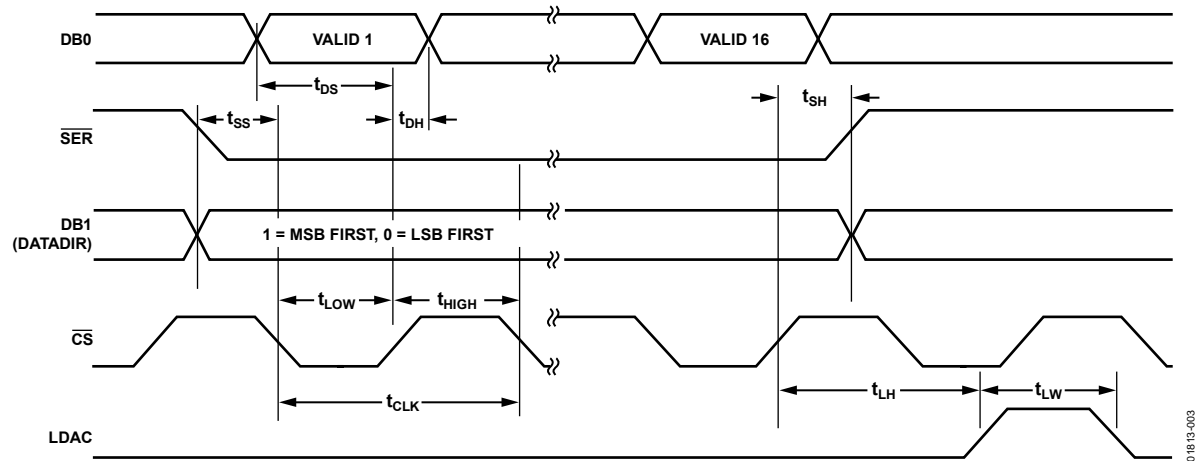 DB0
VALID 1
VALID 16
tDS
tSH
tSS
tDH
SER
DB1
(DATADIR)
1 = MSB FIRST, 0 = LSB FIRST
tLOW
tHIGH
CS
tLH
tLW
tCLK
LDAC
01813-003